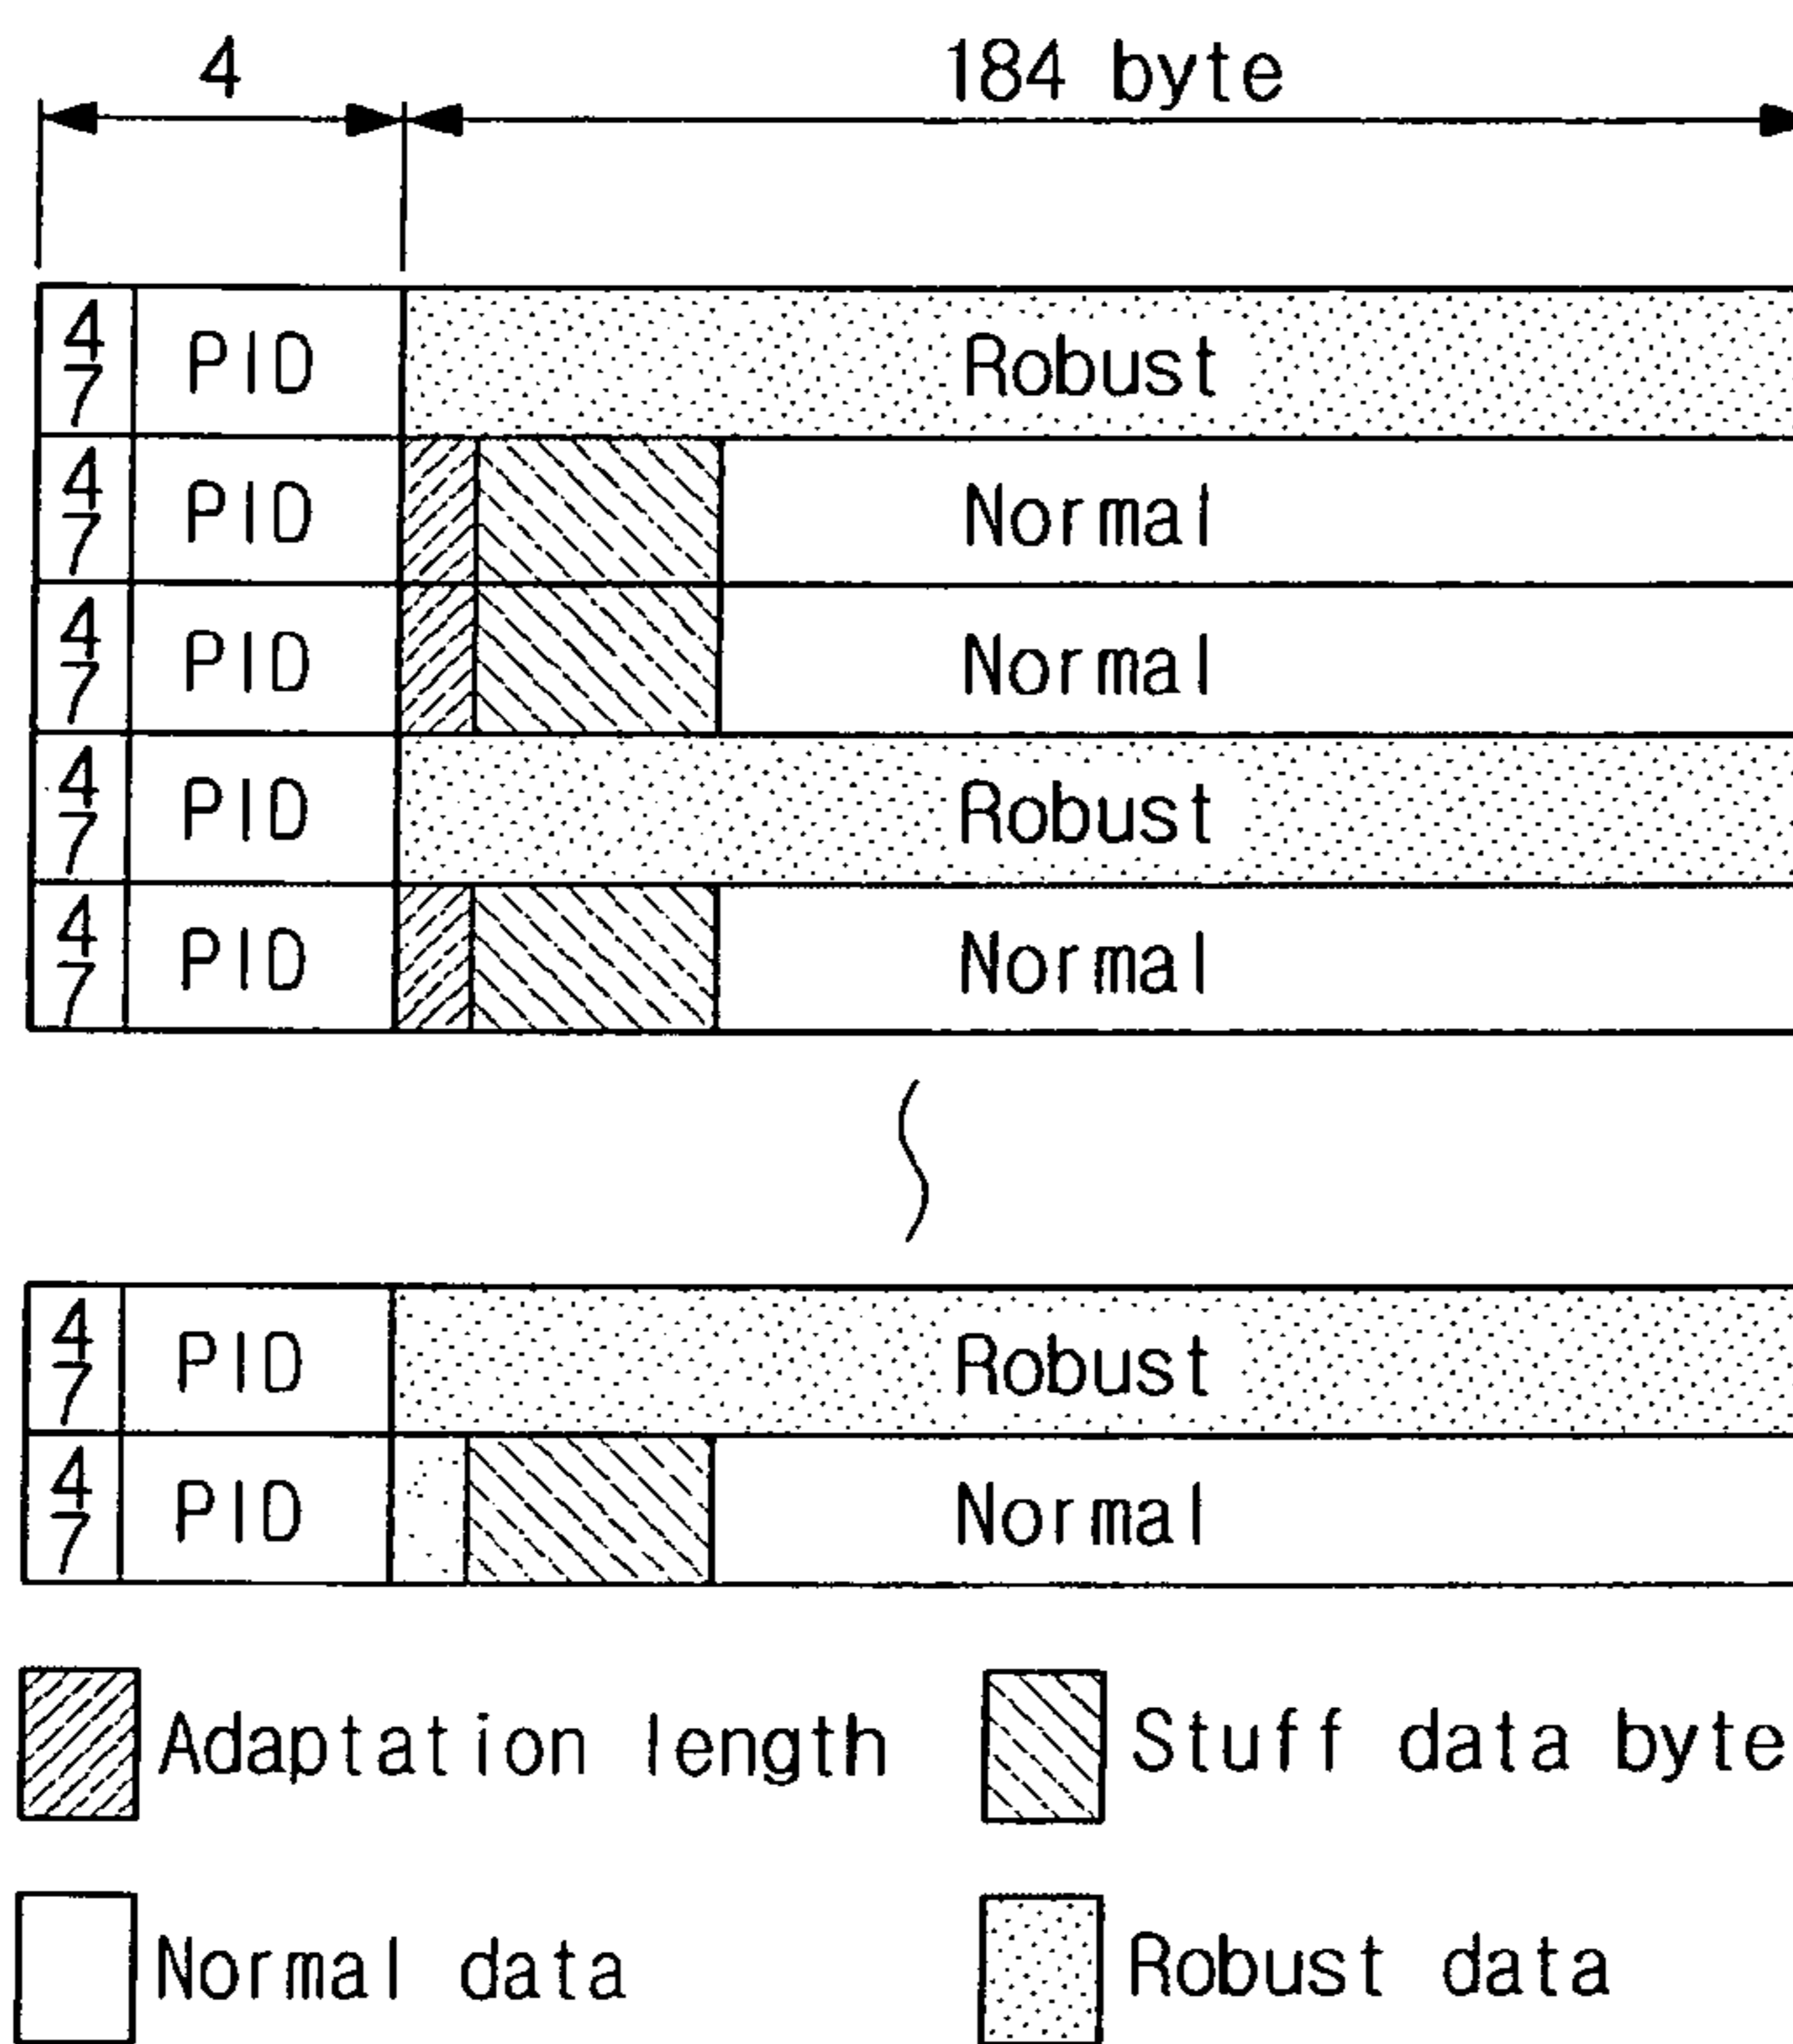 4 184 byte
47 PID Robust
47 PID Normal
47 PID Normal
47 PID Robust
47 PID Normal
47 PID Robust
47 PID Normal
Adaptation length Stuff data byte
Normal data Robust data